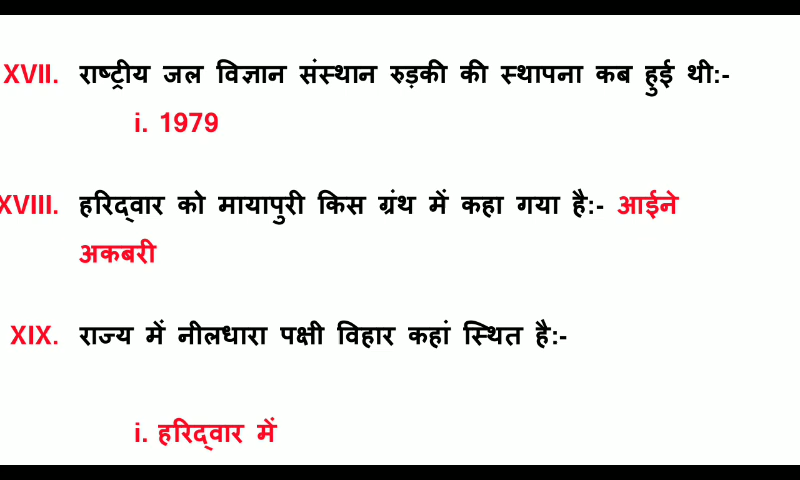 XVII. राष्ट्रीय जल विज्ञान संस्थान रुड़की की स्थापना कब हुई थी:-
i. 1979
XVIII. हरिद्वार को मायापुरी किस ग्रंथ में कहा गया है:- आईने
अकबरी
XIX. राज्य में नीलधारा पक्षी विहार कहां स्थित है:-
i. हरिद्वार में